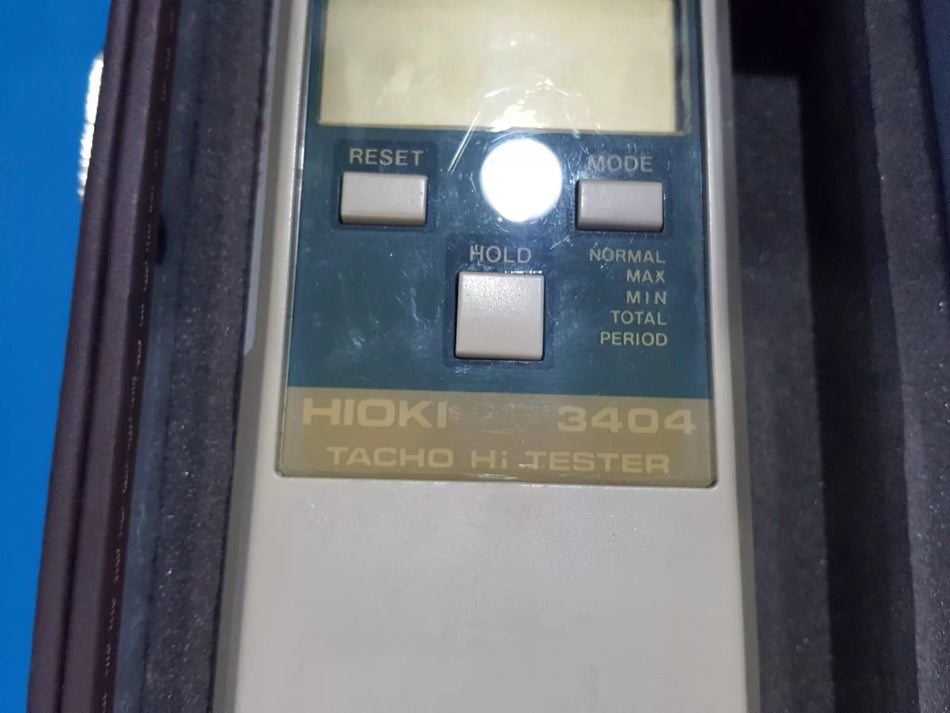 RESET
MODE
HOLD
NORMAL
MAX
MIN
TOTAL
PERIOD
HIOKI 3404
TACHO Hi TESTER